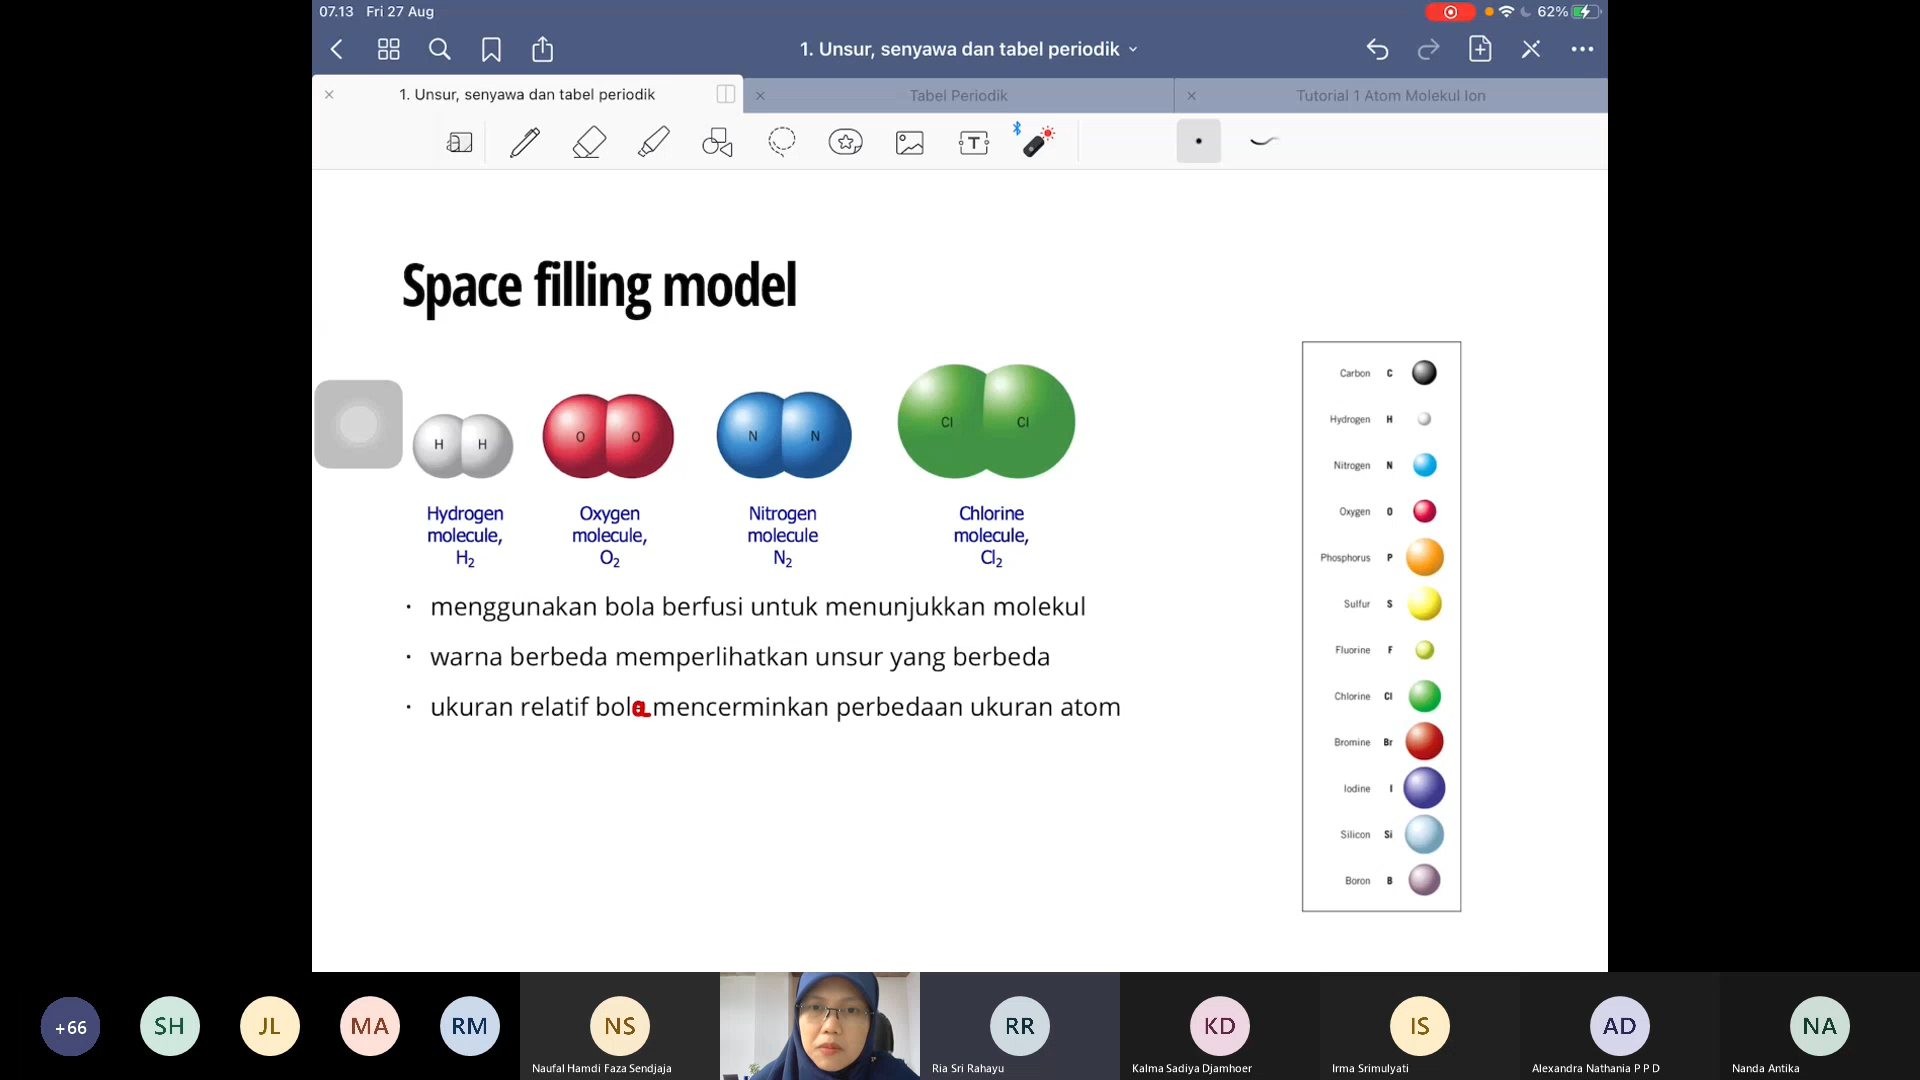 07.13 Fri 27 Aug
62%
1. Unsur, senyawa dan tabel periodik
1. Unsur, senyawa dan tabel periodik
Tabel Periodik
Tutorial 1 Atom Molekul Ion
a
T
Space filling model
H H
O O
N N
Cl Cl
Hydrogen
molecule,
H₂
Oxygen
molecule,
O₂
Nitrogen
molecule
N₂
Chlorine
molecule,
Cl₂
· menggunakan bola berfusi untuk menunjukkan molekul
· warna berbeda memperlihatkan unsur yang berbeda
· ukuran relatif bola mencerminkan perbedaan ukuran atom
Carbon C
Hydrogen H
Nitrogen N
Oxygen O
Phosphorus P
Sulfur S
Fluorine F
Chlorine Cl
Bromine Br
Iodine I
Silicon Si
Boron B
+66
SH
JL
MA
RM
NS
Naufal Hamdi Faza Sendjaja
RR
Ria Sri Rahayu
KD
Kalma Sadiya Djamhoer
IS
Irma Srimulyati
AD
Alexandra Nathania P P D
NA
Nanda Antika